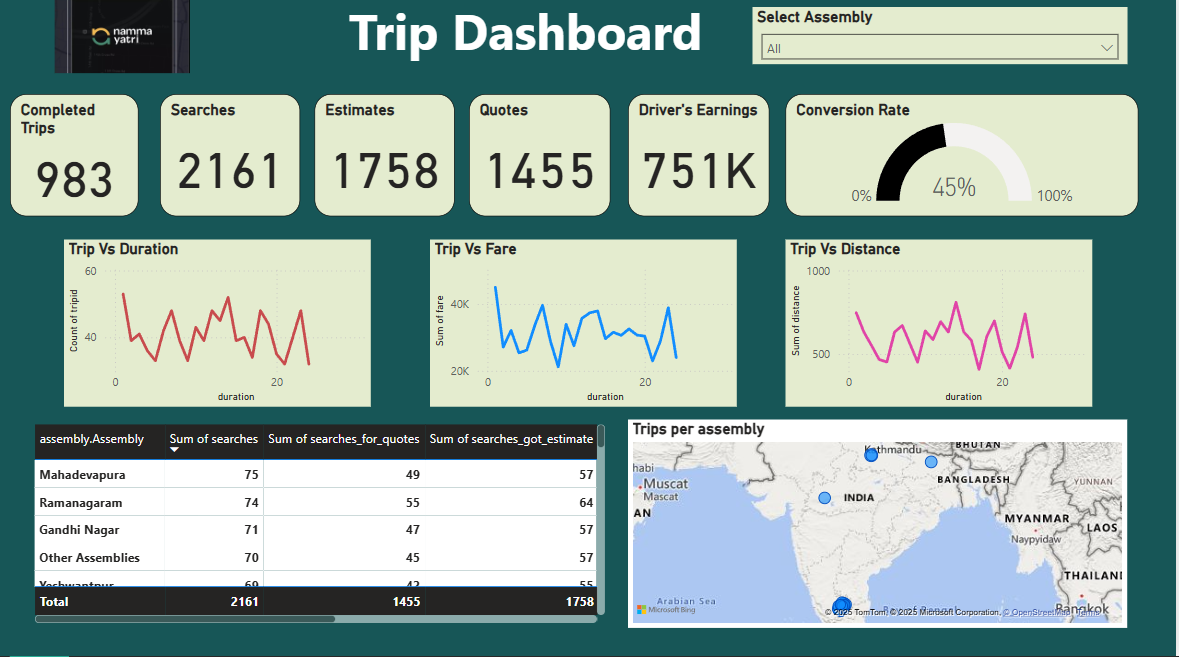 namma
yatri
Trip Dashboard
Select Assembly
All
Completed
Trips
983
Searches
2161
Estimates
1758
Quotes
1455
Driver's Earnings
751K
Conversion Rate
0%
45%
100%
Trip Vs Duration
60
40
Count of tripid
0
20
duration
Trip Vs Fare
40K
20K
Sum of fare
0
20
duration
Trip Vs Distance
1000
500
Sum of distance
0
20
duration
assembly.Assembly Sum of searches Sum of searches_for_quotes Sum of searches_got_estimate
Mahadevapura 75 49 57
Ramanagaram 74 55 64
Gandhi Nagar 71 47 57
Other Assemblies 70 45 57
Yeshwantpur 69 42 55
Total 2161 1455 1758
Trips per assembly
Kathmandu
BHUTAN
habi
Muscat
Mascat
AN
INDIA
BANGLADESH
YUNNAN
MYANMAR
LAOS
Naypyidaw
THAILAND
Arabian Sea
Bangkok
Microsoft Bing
© 2025 TomTom, © 2025 Microsoft Corporation, © OpenStreetMap Terms